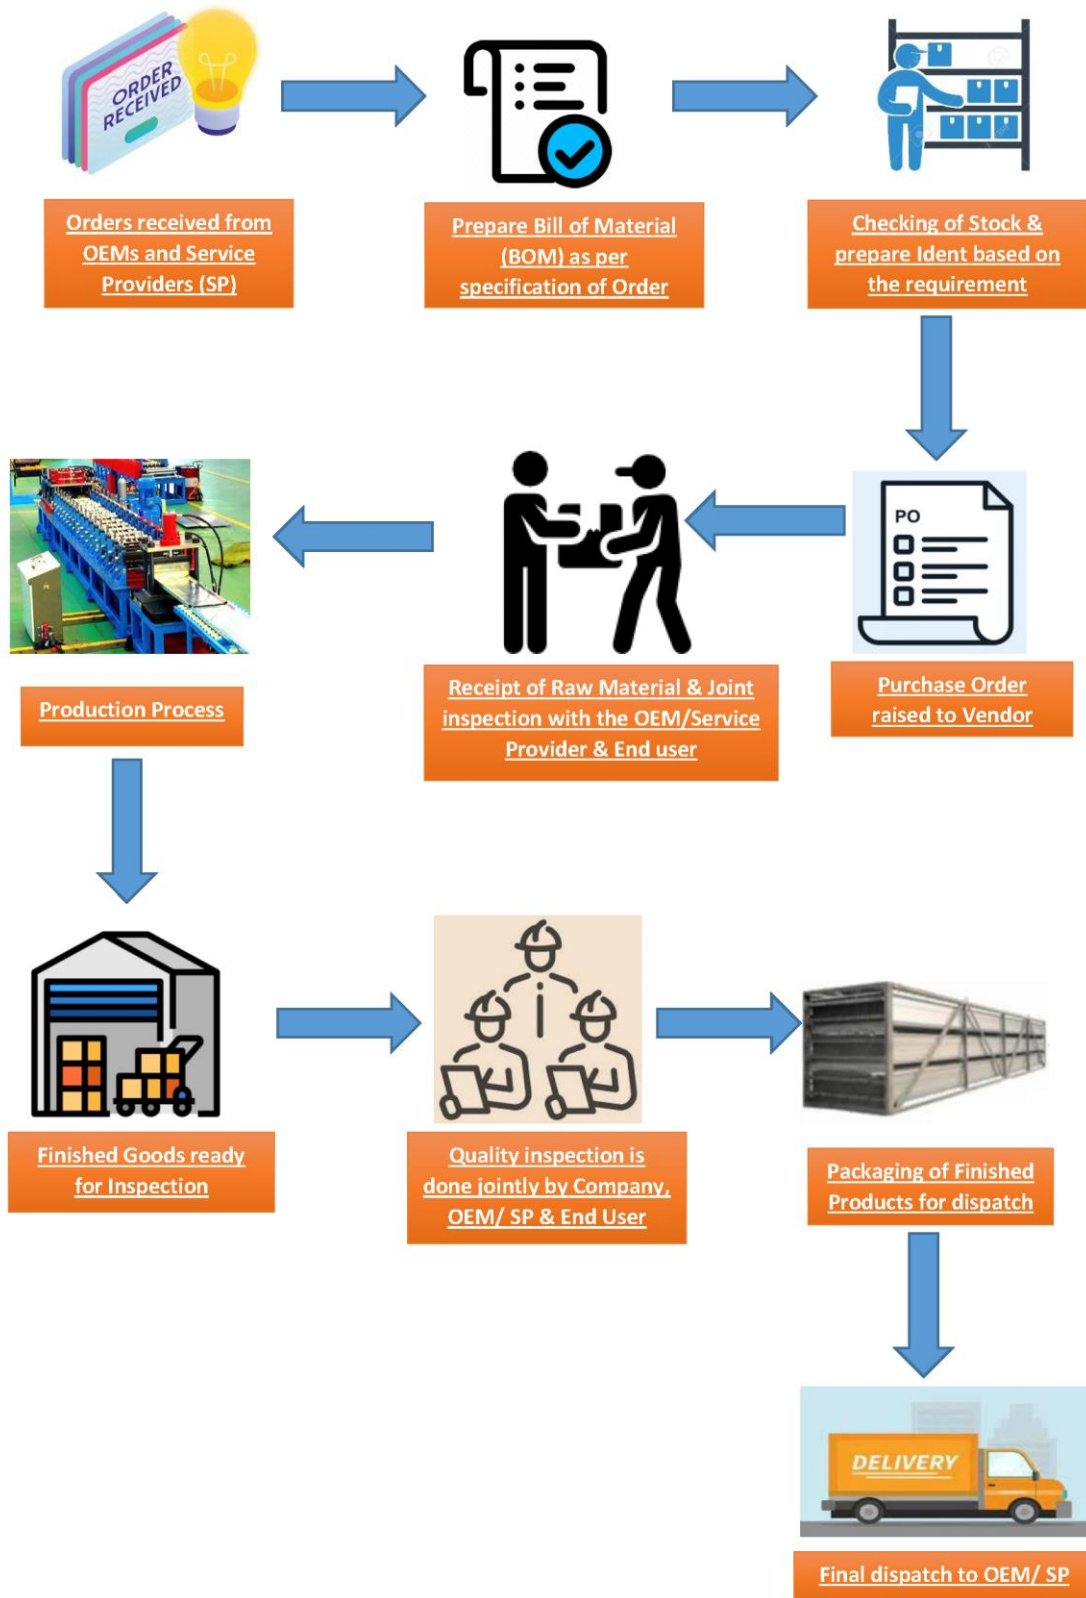 ORDER
RECEIVED
Orders received from
OEMs and Service
Providers (SP)
Prepare Bill of Material
(BOM) as per
specification of Order
Checking of Stock &
prepare Ident based on
the requirement
PO
Purchase Order
raised to Vendor
Receipt of Raw Material & Joint
inspection with the OEM/Service
Provider & End user
Production Process
Finished Goods ready
for Inspection
Quality inspection is
done jointly by Company,
OEM/ SP & End User
Packaging of Finished
Products for dispatch
DELIVERY
Final dispatch to OEM/ SP